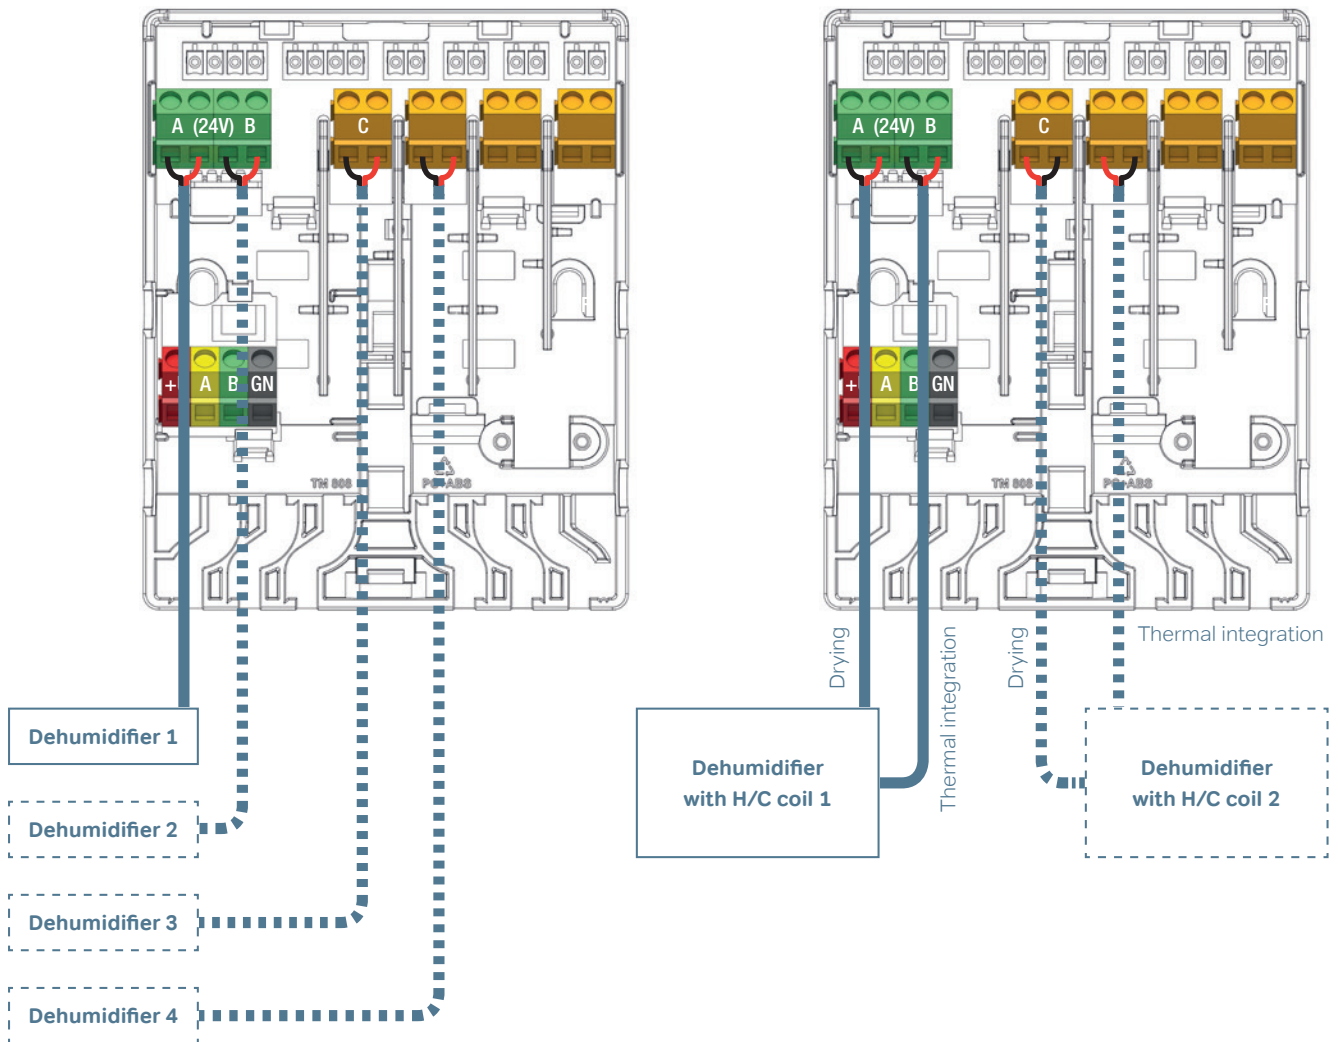 A (24V) B
C
+ A B GN
TM 808
PC+ABS
Dehumidifier 1
Dehumidifier 2
Dehumidifier 3
Dehumidifier 4
A (24V) B
C
+ A B GN
TM 808
PC+ABS
Drying
Thermal integration
Drying
Thermal integration
Dehumidifier
with H/C coil 1
Dehumidifier
with H/C coil 2